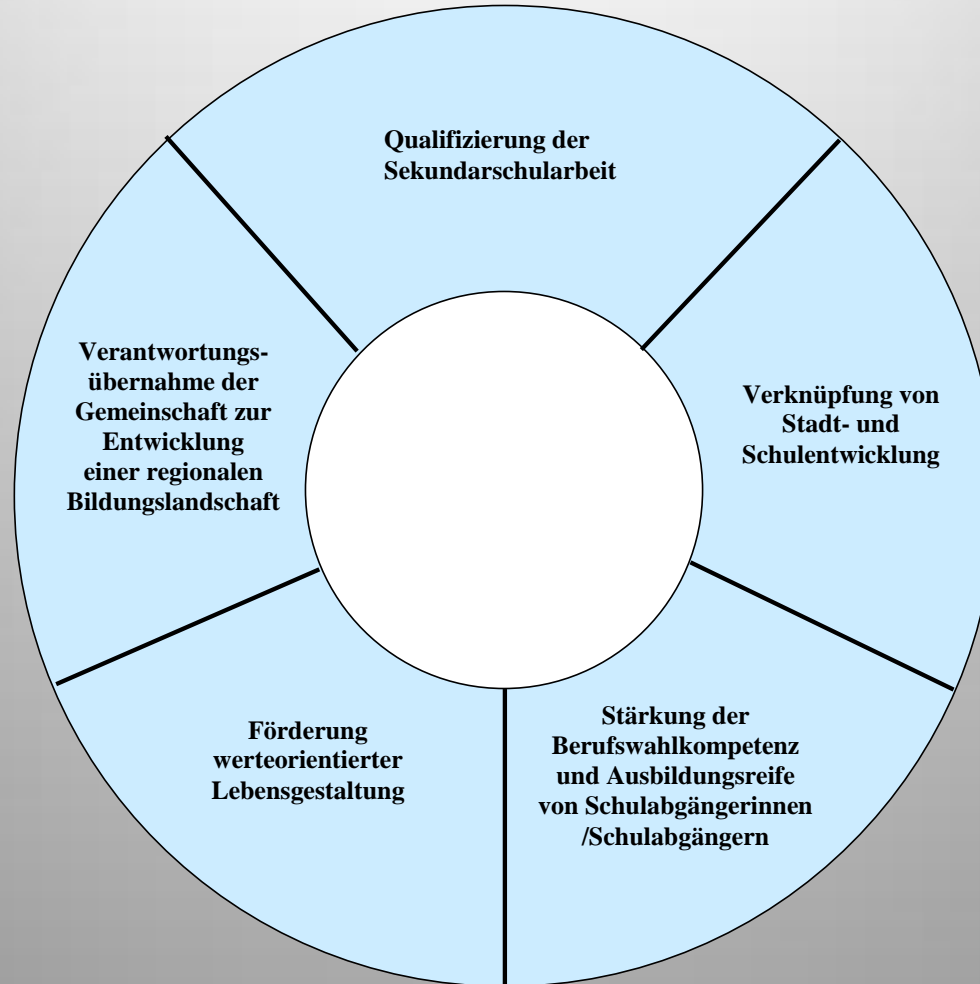 Qualifizierung der
Sekundarschularbeit
Verantwortungs-
übernahme der
Gemeinschaft zur
Entwicklung
einer regionalen
Bildungslandschaft
Verknüpfung von
Stadt- und
Schulentwicklung
Förderung
werteorientierter
Lebensgestaltung
Stärkung der
Berufswahlkompetenz
und Ausbildungsreife
von Schulabgängerinnen
/Schulabgängern